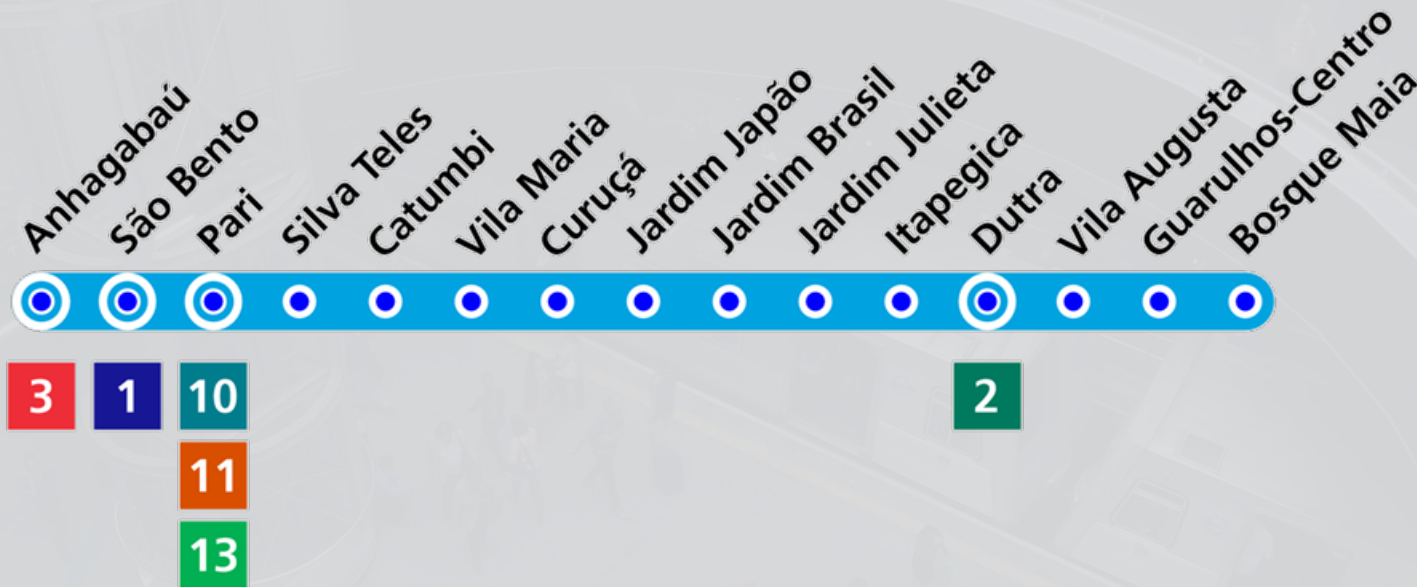 Anhagabaú
São Bento
Pari
Silva Teles
Catumbi
Vila Maria
Curuçá
Jardim Japão
Jardim Brasil
Jardim Julieta
Itapegica
Dutra
Vila Augusta
Guarulhos-Centro
Bosque Maia
3 1 10 2
11
13